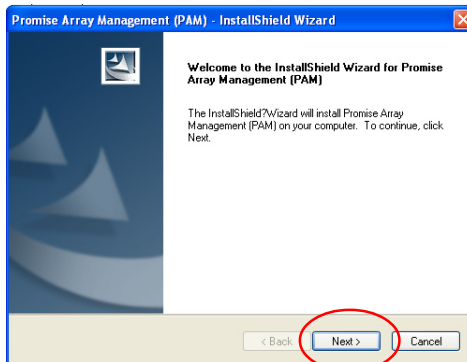 Promise Array Management (PAM) - InstallShield Wizard
Welcome to the InstallShield Wizard for Promise
Array Management (PAM)
The InstallShield?Wizard will install Promise Array
Management (PAM) on your computer. To continue, click
Next.
< Back
Next >
Cancel